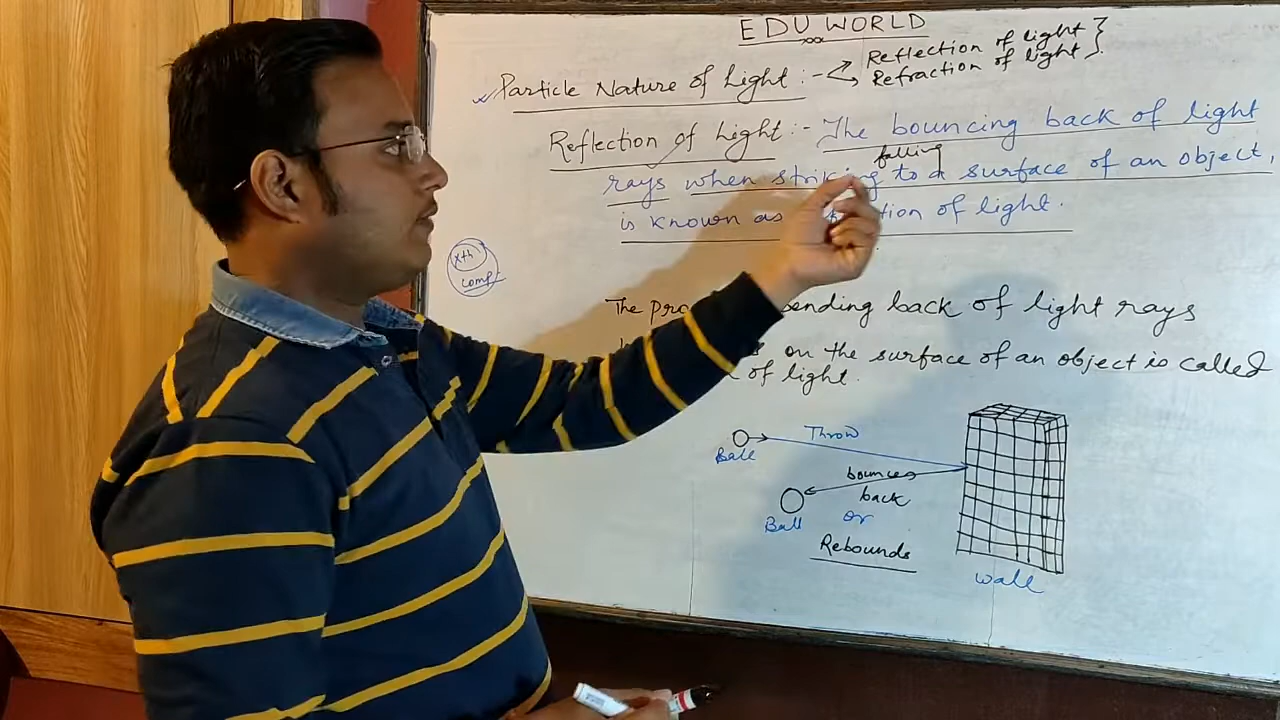 EDU WORLD
Particle Nature of Light :- Reflection of light
Refraction of light
Reflection of Light :- The bouncing back of light
falling
rays when striking to a surface of an object,
is known as tion of light.
xth
comp.
The pro ending back of light rays
on the surface of an object is called
of light.
Throw
Ball
bounces
back
Ball or
Rebounds
wall